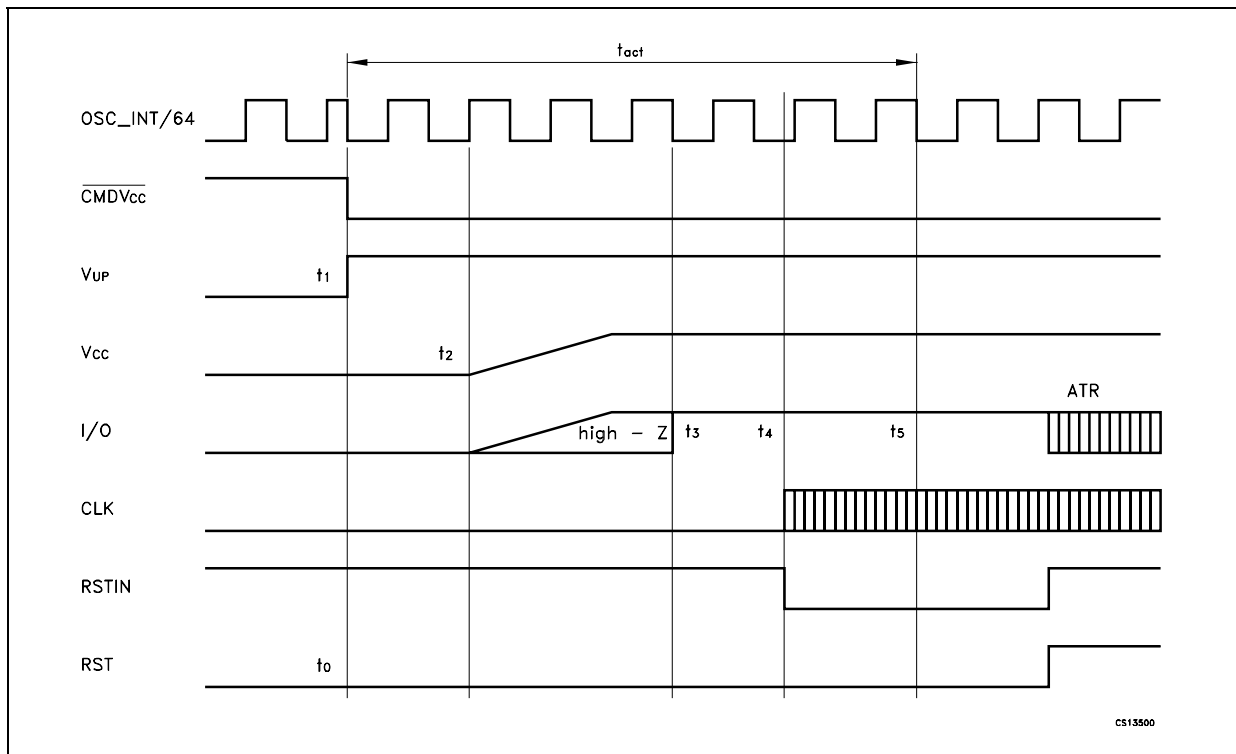 tact
OSC_INT/64
CMDVcc
VUP
t1
Vcc
t2
ATR
I/O
high - Z
t3
t4
t5
CLK
RSTIN
RST
t0
CS13500